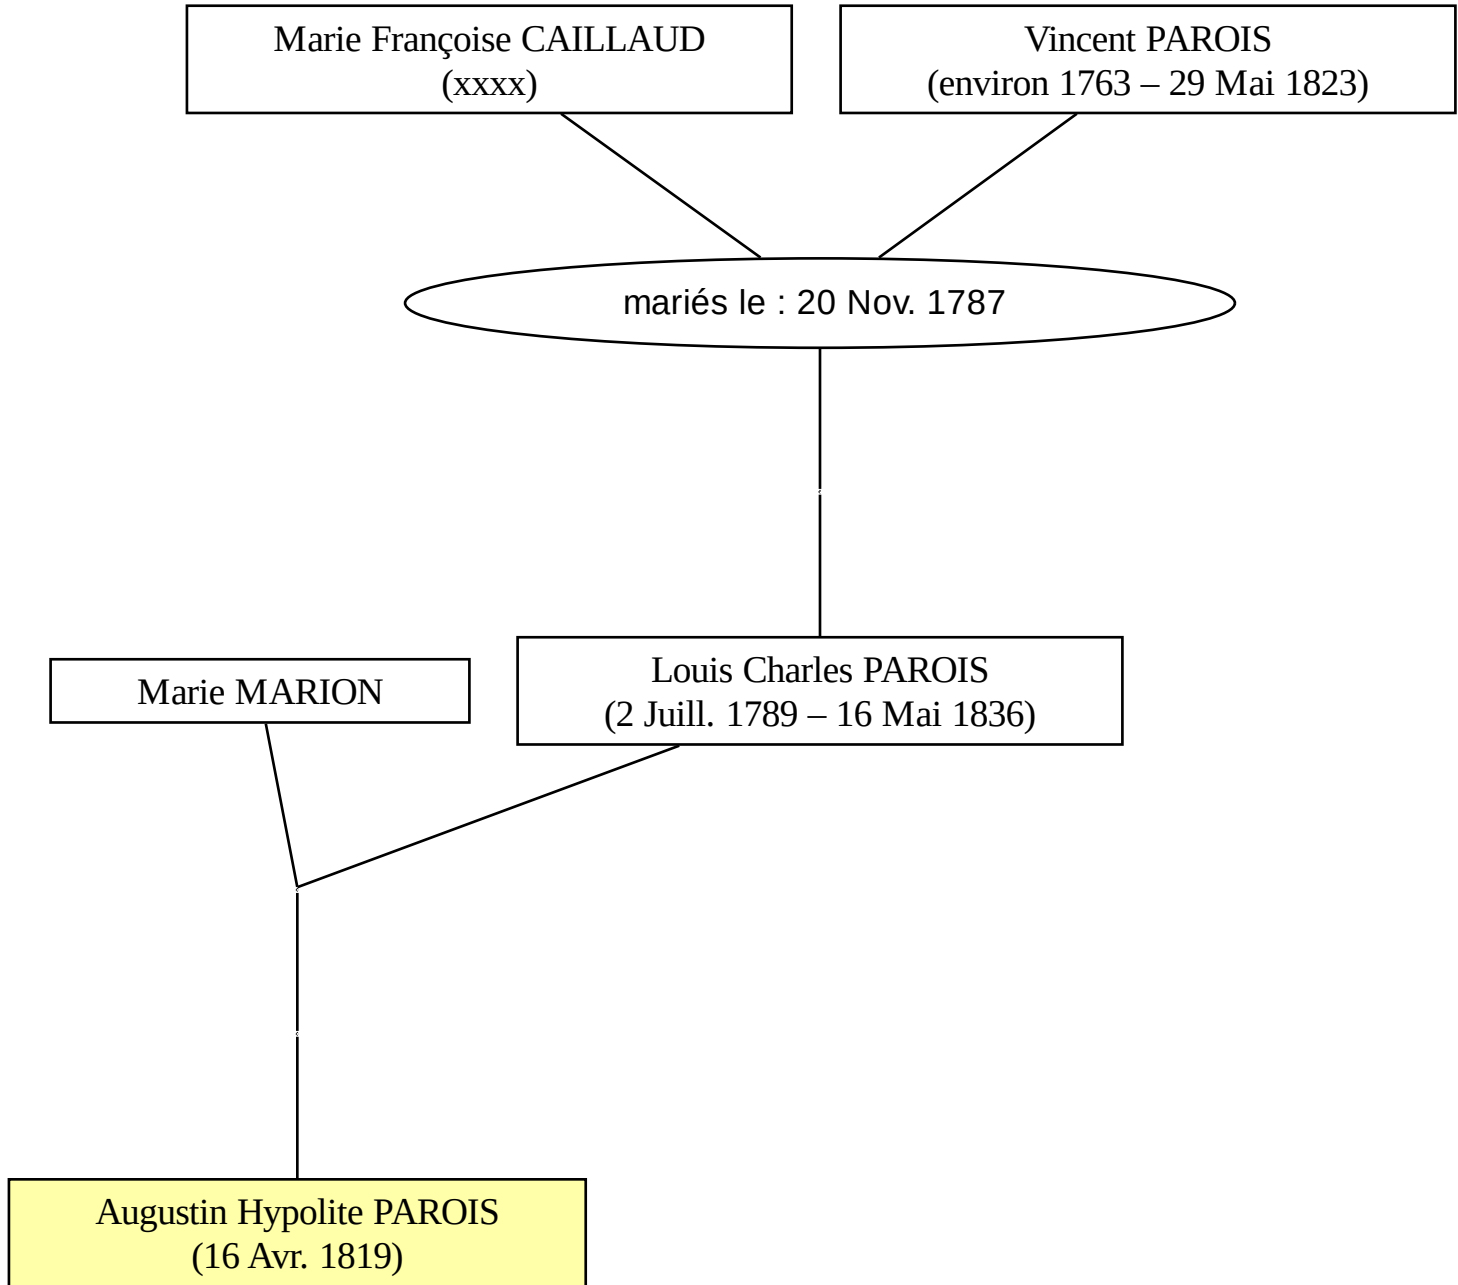 Marie Françoise CAILLAUD
(xxxx)
Vincent PAROIS
(environ 1763 – 29 Mai 1823)
mariés le : 20 Nov. 1787
Marie MARION
Louis Charles PAROIS
(2 Juill. 1789 – 16 Mai 1836)
Augustin Hypolite PAROIS
(16 Avr. 1819)